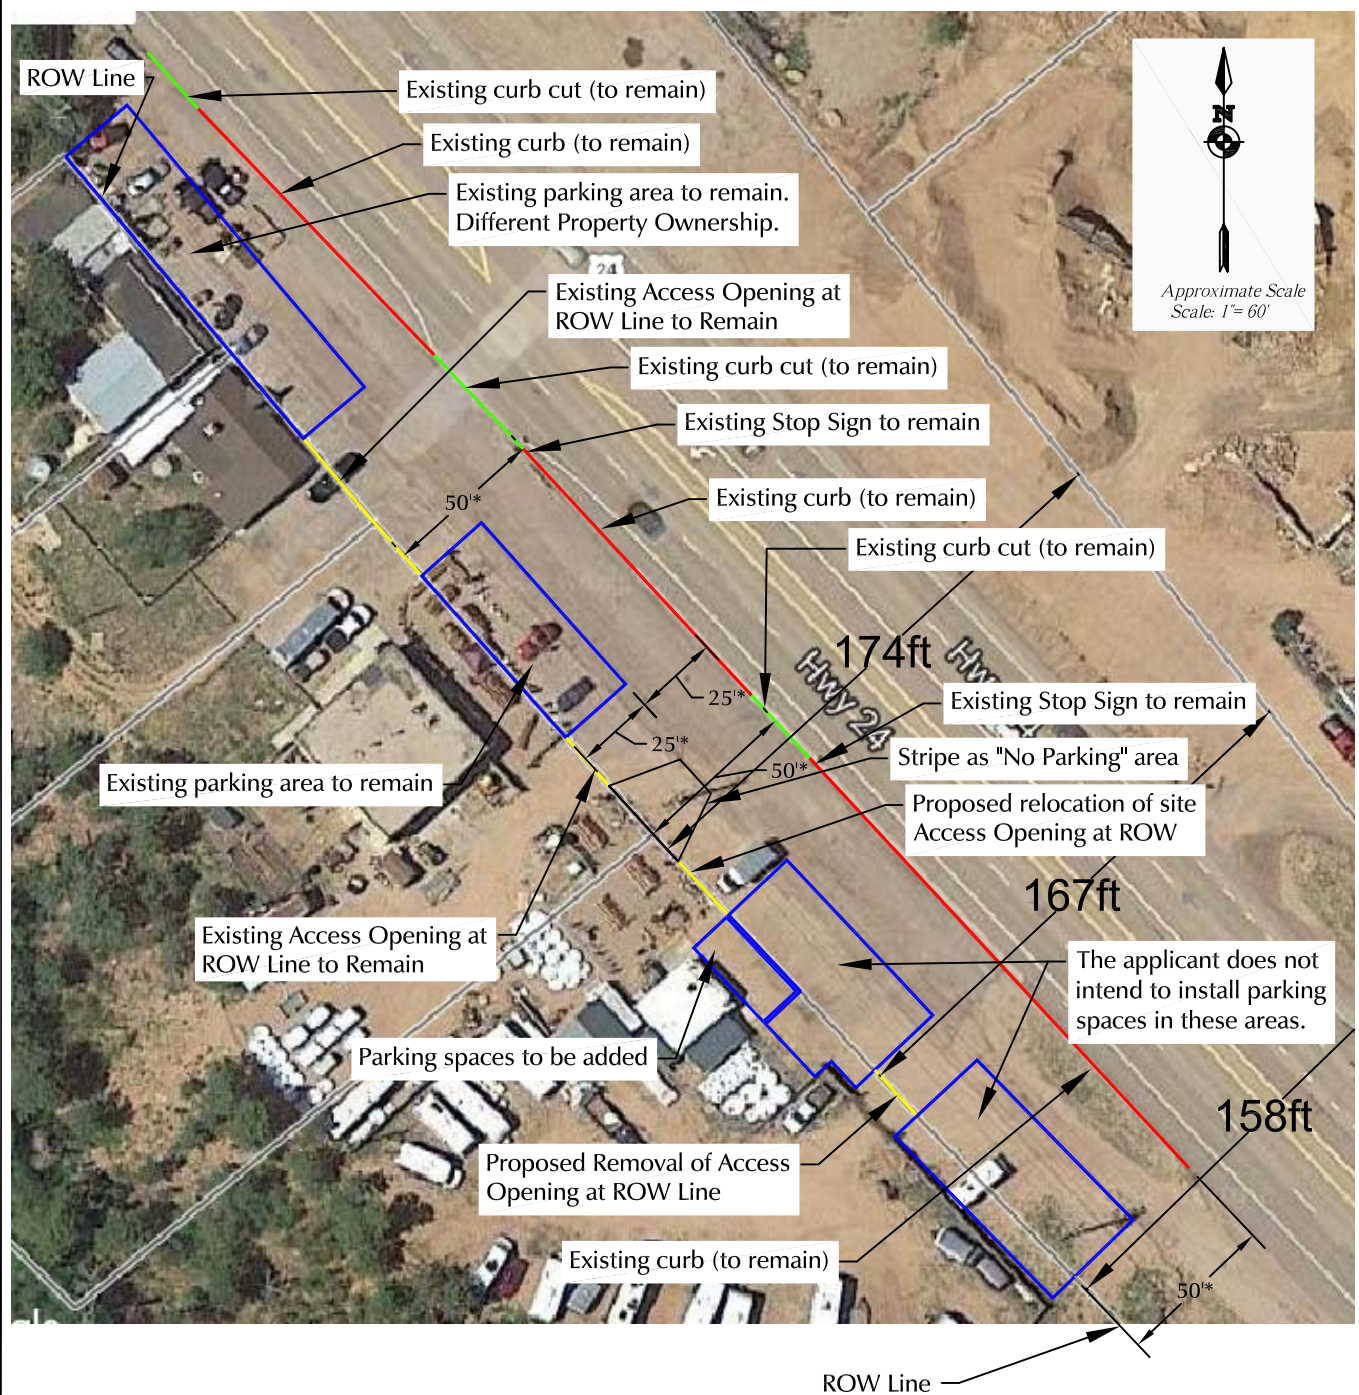 ROW Line
Existing curb cut (to remain)
Existing curb (to remain)
Existing parking area to remain.
Different Property Ownership.
N
Approximate Scale
Scale: 1"= 60'
24
Existing Access Opening at
ROW Line to Remain
Existing curb cut (to remain)
Existing Stop Sign to remain
50'*
Existing curb (to remain)
Existing curb cut (to remain)
174ft
Hwy 24
25'*
Existing Stop Sign to remain
25'*
50'*
Stripe as "No Parking" area
Existing parking area to remain
Proposed relocation of site
Access Opening at ROW
167ft
Existing Access Opening at
ROW Line to Remain
The applicant does not
intend to install parking
spaces in these areas.
Parking spaces to be added
158ft
Proposed Removal of Access
Opening at ROW Line
Existing curb (to remain)
50'*
ROW Line